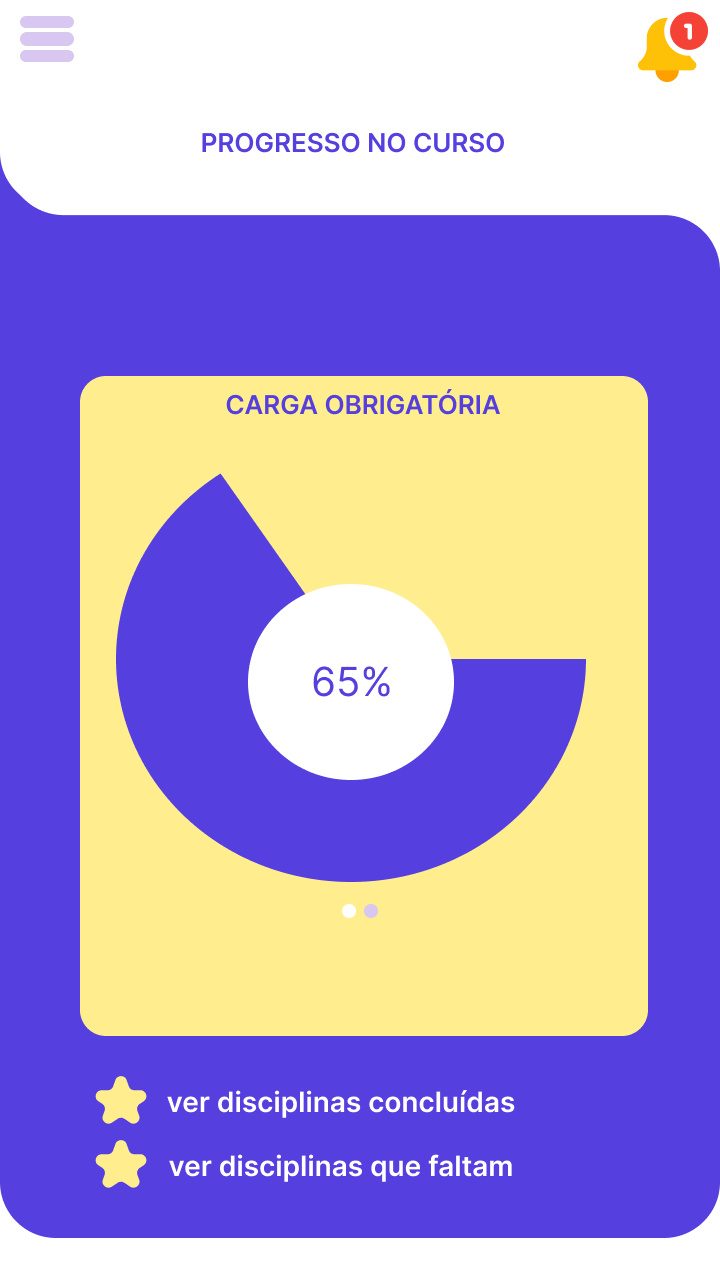 1
PROGRESSO NO CURSO
CARGA OBRIGATÓRIA
65%
ver disciplinas concluídas
ver disciplinas que faltam